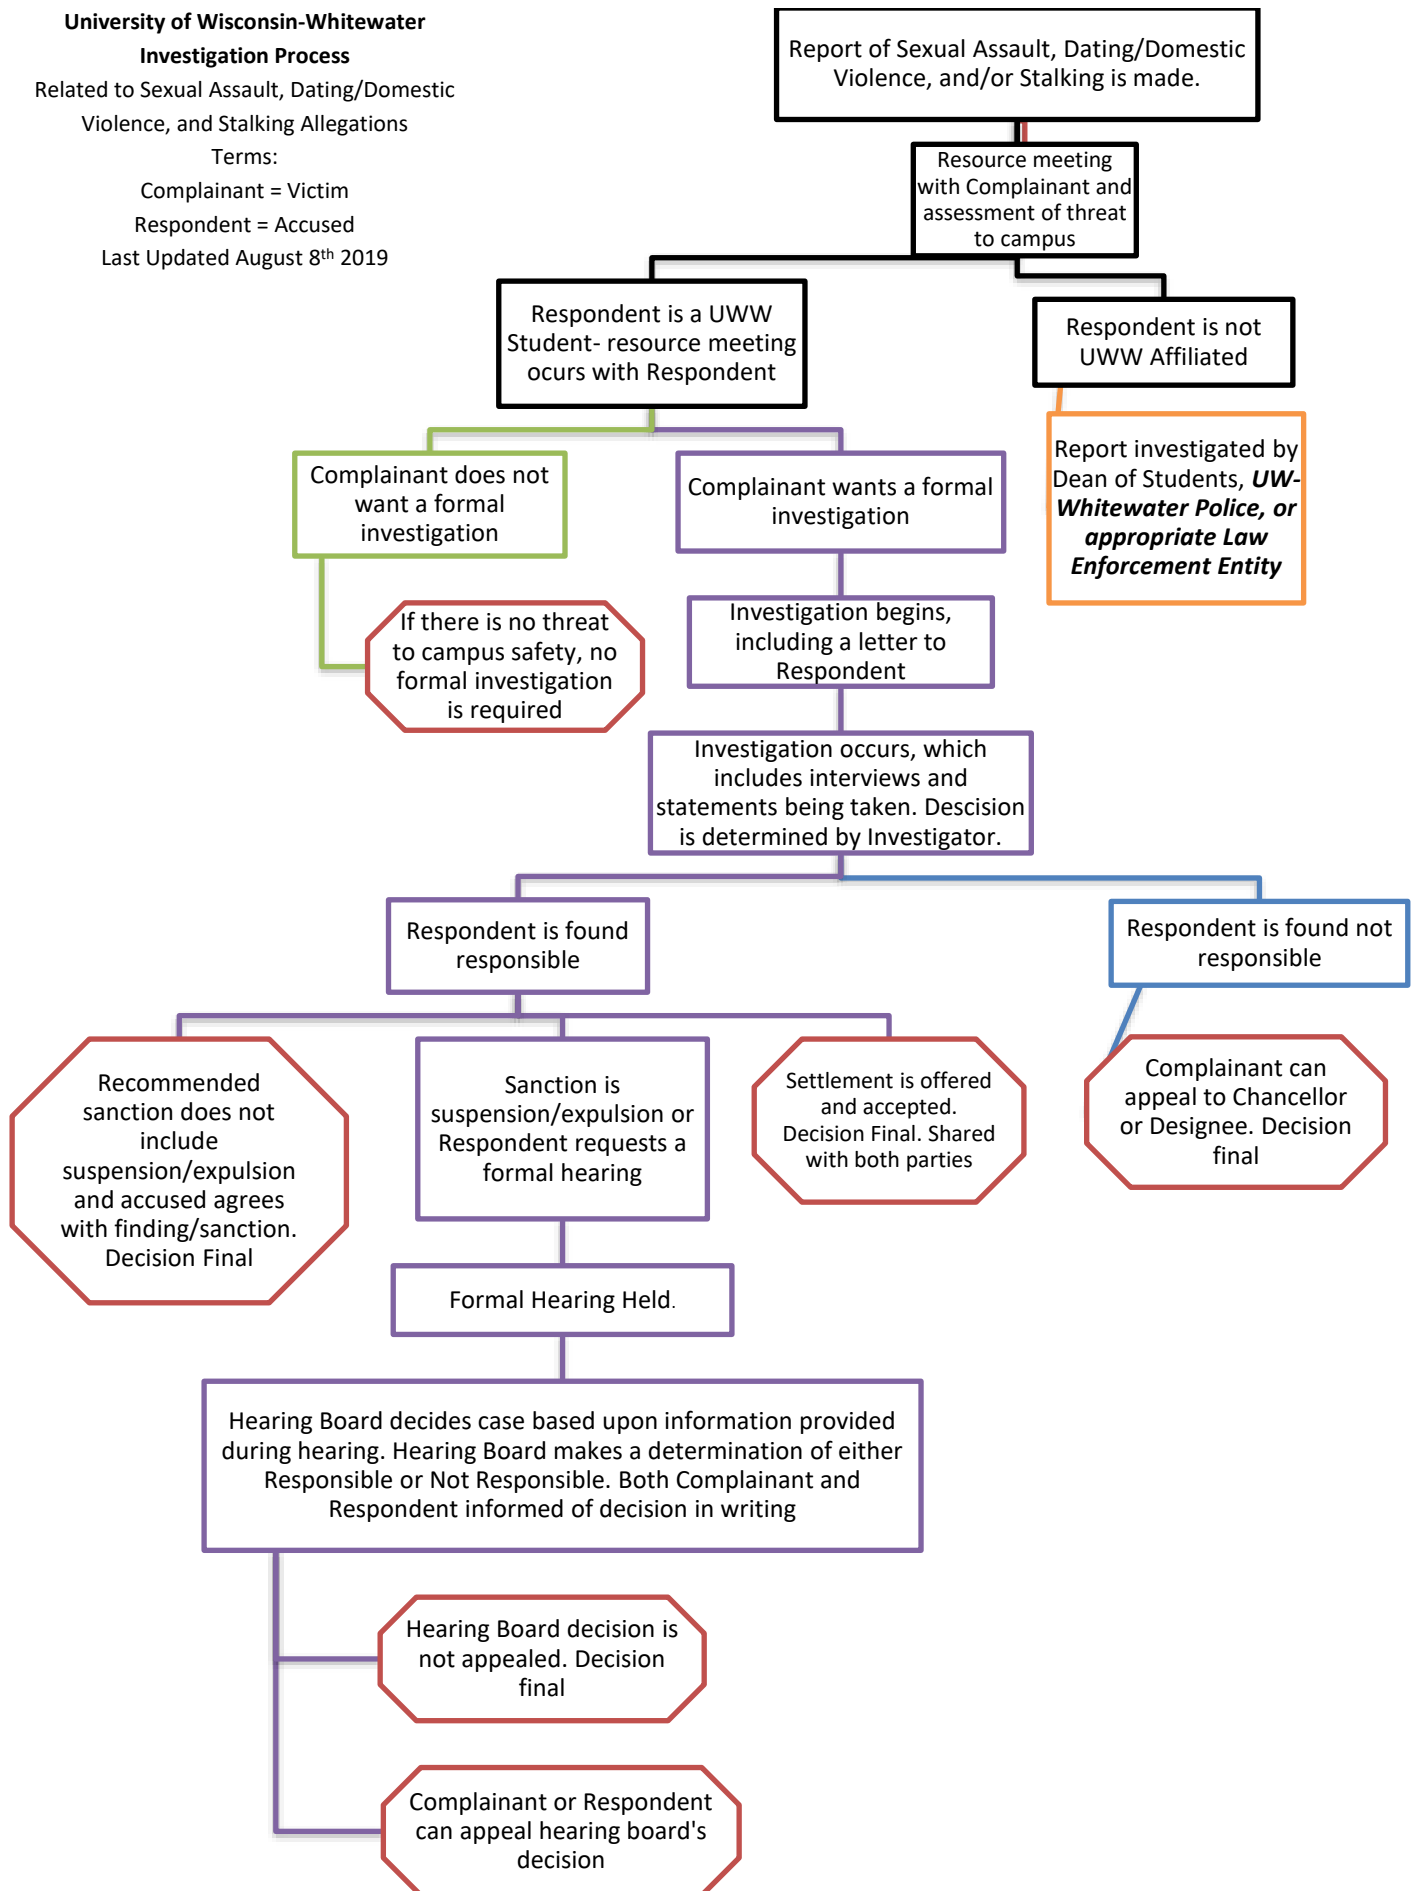 University of Wisconsin-Whitewater
Investigation Process
Related to Sexual Assault, Dating/Domestic
Violence, and Stalking Allegations
Terms:
Complainant = Victim
Respondent = Accused
Last Updated August 8th 2019
Report of Sexual Assault, Dating/Domestic
Violence, and/or Stalking is made.
Resource meeting
with Complainant and
assessment of threat
to campus
Respondent is a UWW
Student- resource meeting
ocurs with Respondent
Respondent is not
UWW Affiliated
Complainant does not
want a formal
investigation
Complainant wants a formal
investigation
Report investigated by
Dean of Students, UW-
Whitewater Police, or
appropriate Law
Enforcement Entity
If there is no threat
to campus safety, no
formal investigation
is required
Investigation begins,
including a letter to
Respondent
Investigation occurs, which
includes interviews and
statements being taken. Descision
is determined by Investigator.
Respondent is found
responsible
Respondent is found not
responsible
Recommended
sanction does not
include
suspension/expulsion
and accused agrees
with finding/sanction.
Decision Final
Sanction is
suspension/expulsion or
Respondent requests a
formal hearing
Settlement is offered
and accepted.
Decision Final. Shared
with both parties
Complainant can
appeal to Chancellor
or Designee. Decision
final
Formal Hearing Held.
Hearing Board decides case based upon information provided
during hearing. Hearing Board makes a determination of either
Responsible or Not Responsible. Both Complainant and
Respondent informed of decision in writing
Hearing Board decision is
not appealed. Decision
final
Complainant or Respondent
can appeal hearing board's
decision